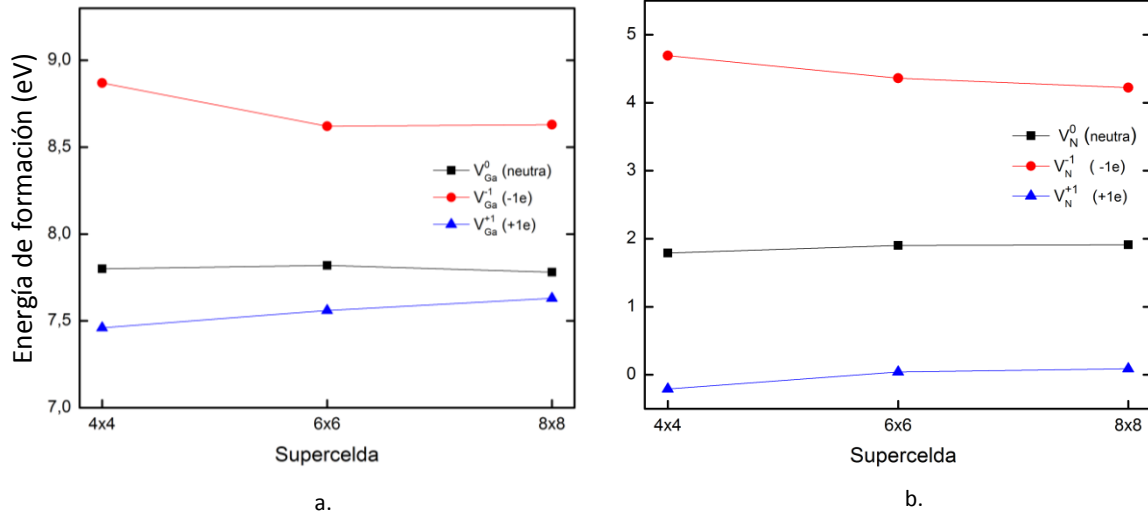 Energía de formación (eV)
9,0
8,5
8,0
7,5
7,0
V_Ga^0 (neutra)
V_Ga^-1 (-1e)
V_Ga^+1 (+1e)
4x4 6x6 8x8
Supercelda
a.
5
4
3
2
1
0
V_N^0 (neutra)
V_N^-1 ( -1e)
V_N^+1 (+1e)
4x4 6x6 8x8
Supercelda
b.